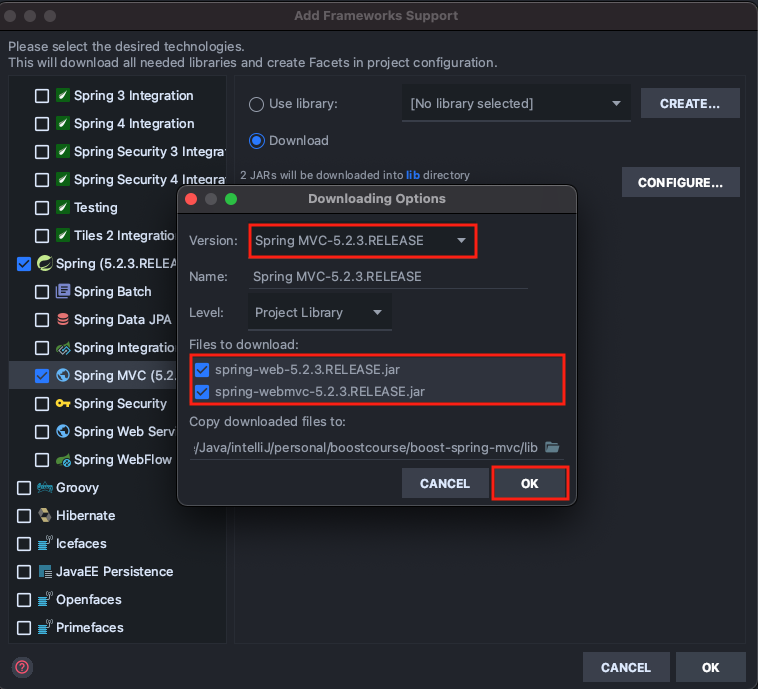 Add Frameworks Support
Please select the desired technologies.
This will download all needed libraries and create Facets in project configuration.
Spring 3 Integration
Spring 4 Integration
Spring Security 3 Integra
Spring Security 4 Integra
Testing
Tiles 2 Integratio
Spring (5.2.3.RELEA
Spring Batch
Spring Data JPA
Spring Integratio
Spring MVC (5.2.
Spring Security
Spring Web Serv
Spring WebFlow
Groovy
Hibernate
Icefaces
JavaEE Persistence
Openfaces
Primefaces
Use library:
[No library selected]
CREATE...
Download
2 JARs will be downloaded into lib directory
CONFIGURE...
Downloading Options
Version:
Spring MVC-5.2.3.RELEASE
Name:
Spring MVC-5.2.3.RELEASE
Level:
Project Library
Files to download:
spring-web-5.2.3.RELEASE.jar
spring-webmvc-5.2.3.RELEASE.jar
Copy downloaded files to:
/Java/intelliJ/personal/boostcourse/boost-spring-mvc/lib
CANCEL
OK
?
CANCEL
OK